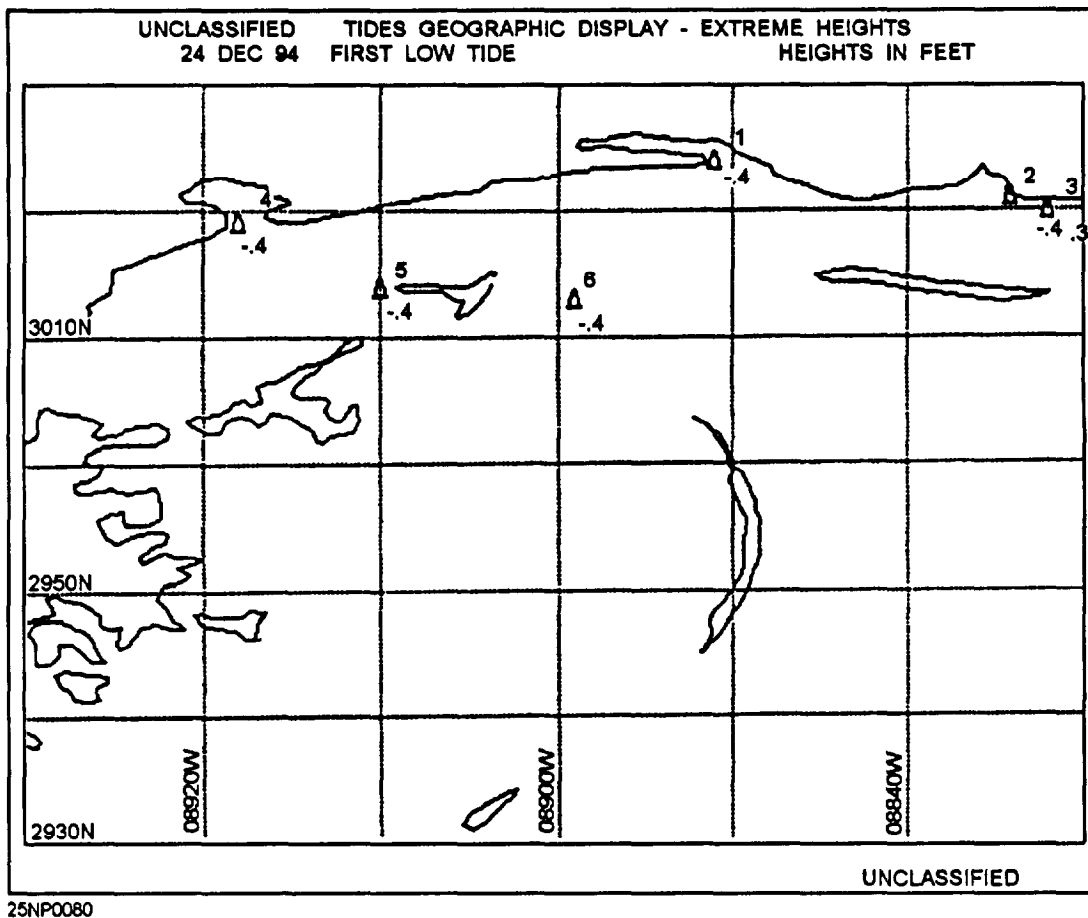 UNCLASSIFIED TIDES GEOGRAPHIC DISPLAY - EXTREME HEIGHTS
24 DEC 94 FIRST LOW TIDE HEIGHTS IN FEET
1
-.4
2 3
4
-.4
-.4 .3
5
-.4
6
-.4
3010N
2950N
08920W
08900W
08840W
2930N
UNCLASSIFIED
25NP0080